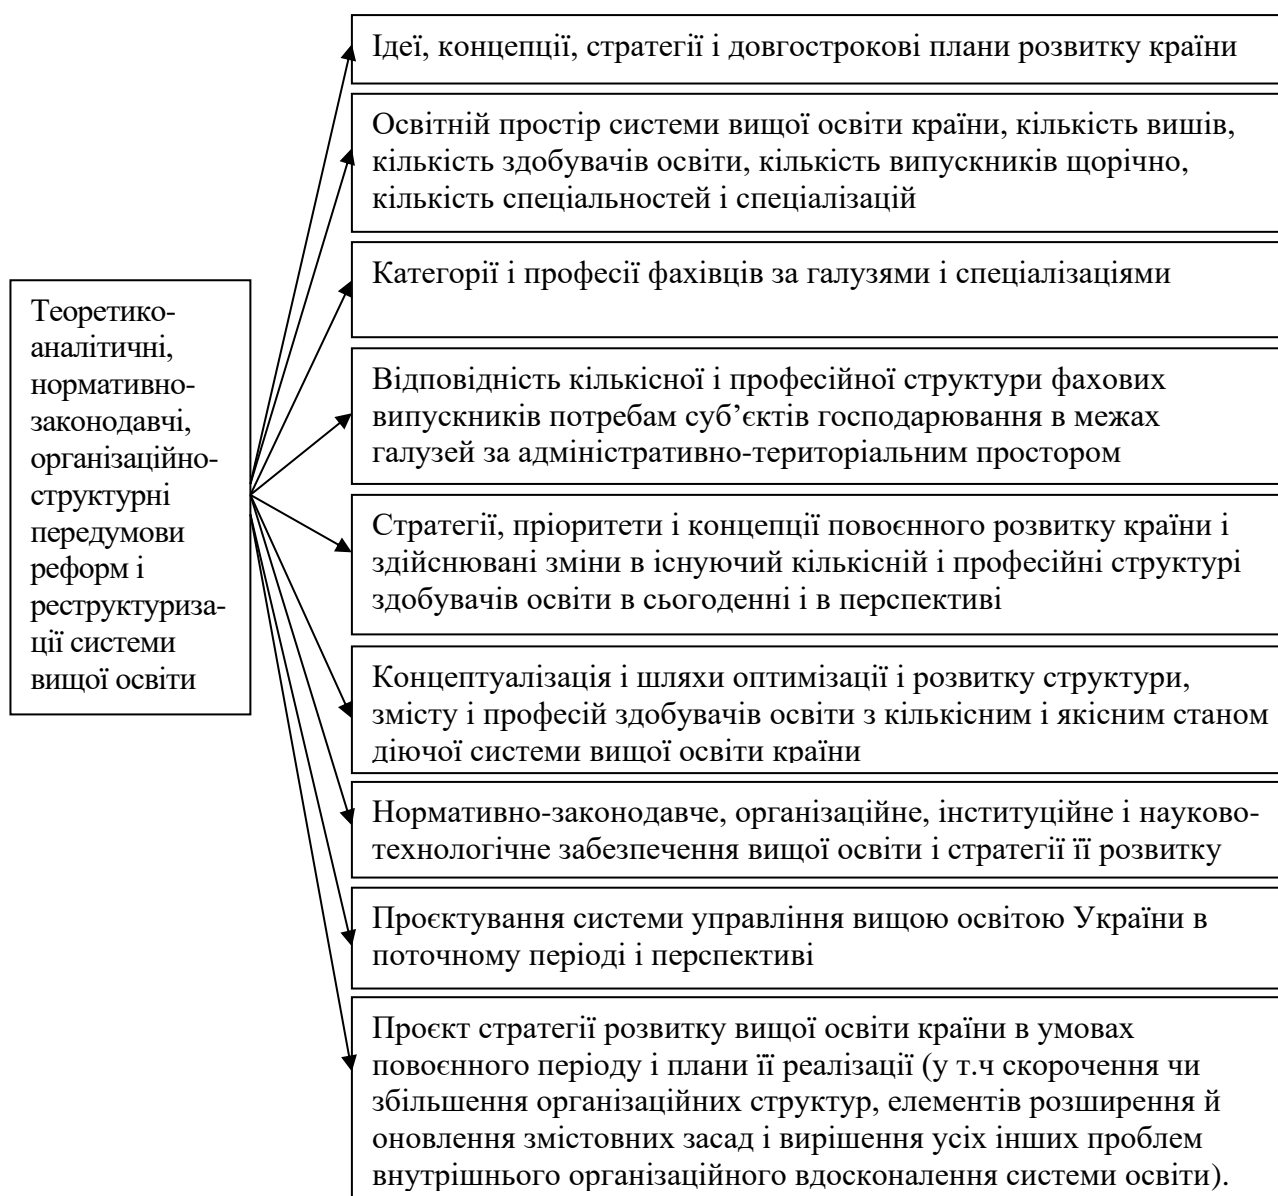 Теоретико-
аналітичні,
нормативно-
законодавчі,
організаційно-
структурні
передумови
реформ і
реструктуриза-
ції системи
вищої освіти
Ідеї, концепції, стратегії і довгострокові плани розвитку країни
Освітній простір системи вищої освіти країни, кількість вишів,
кількість здобувачів освіти, кількість випускників щорічно,
кількість спеціальностей і спеціалізацій
Категорії і професії фахівців за галузями і спеціалізаціями
Відповідність кількісної і професійної структури фахових
випускників потребам суб’єктів господарювання в межах
галузей за адміністративно-територіальним простором
Стратегії, пріоритети і концепції повоєнного розвитку країни і
здійснювані зміни в існуючий кількісній і професійні структурі
здобувачів освіти в сьогоденні і в перспективі
Концептуалізація і шляхи оптимізації і розвитку структури,
змісту і професій здобувачів освіти з кількісним і якісним станом
діючої системи вищої освіти країни
Нормативно-законодавче, організаційне, інституційне і науково-
технологічне забезпечення вищої освіти і стратегії її розвитку
Проєктування системи управління вищою освітою України в
поточному періоді і перспективі
Проєкт стратегії розвитку вищої освіти країни в умовах
повоєнного періоду і плани її реалізації (у т.ч скорочення чи
збільшення організаційних структур, елементів розширення й
оновлення змістовних засад і вирішення усіх інших проблем
внутрішнього організаційного вдосконалення системи освіти).